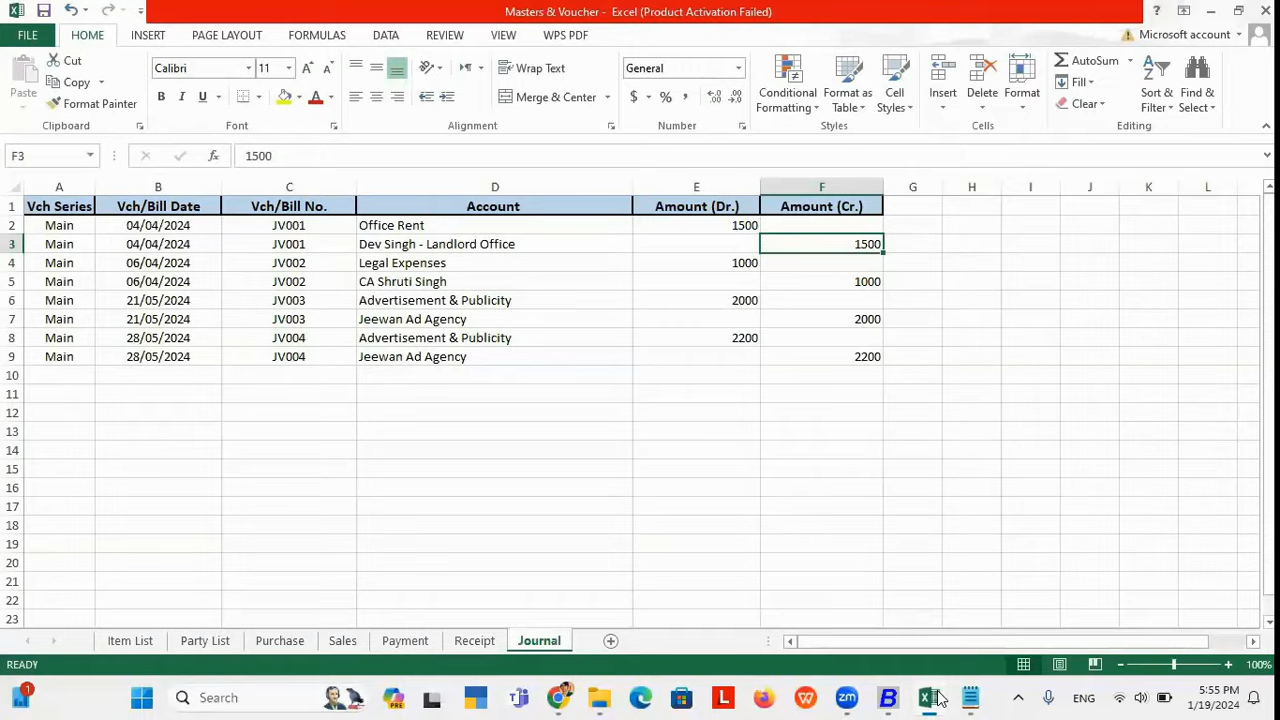 Masters & Voucher - Excel (Product Activation Failed)
FILE HOME INSERT PAGE LAYOUT FORMULAS DATA REVIEW VIEW WPS PDF Microsoft account
Paste Cut Copy Format Painter Clipboard
Calibri 11 B I U A Font
Wrap Text Merge & Center Alignment
General $ % , Number
Conditional Formatting Format as Table Cell Styles Styles
Insert Delete Format Cells
AutoSum Fill Clear Sort & Filter Find & Select Editing
F3 fx 1500
A B C D E F G H I J K L
1 Vch Series Vch/Bill Date Vch/Bill No. Account Amount (Dr.) Amount (Cr.)
2 Main 04/04/2024 JV001 Office Rent 1500
3 Main 04/04/2024 JV001 Dev Singh - Landlord Office 1500
4 Main 06/04/2024 JV002 Legal Expenses 1000
5 Main 06/04/2024 JV002 CA Shruti Singh 1000
6 Main 21/05/2024 JV003 Advertisement & Publicity 2000
7 Main 21/05/2024 JV003 Jeewan Ad Agency 2000
8 Main 28/05/2024 JV004 Advertisement & Publicity 2200
9 Main 28/05/2024 JV004 Jeewan Ad Agency 2200
10
11
12
13
14
15
16
17
18
19
20
21
22
23
Item List Party List Purchase Sales Payment Receipt Journal
READY 100%
1 Search PRE L W zm B X ENG 5:55 PM
1/19/2024